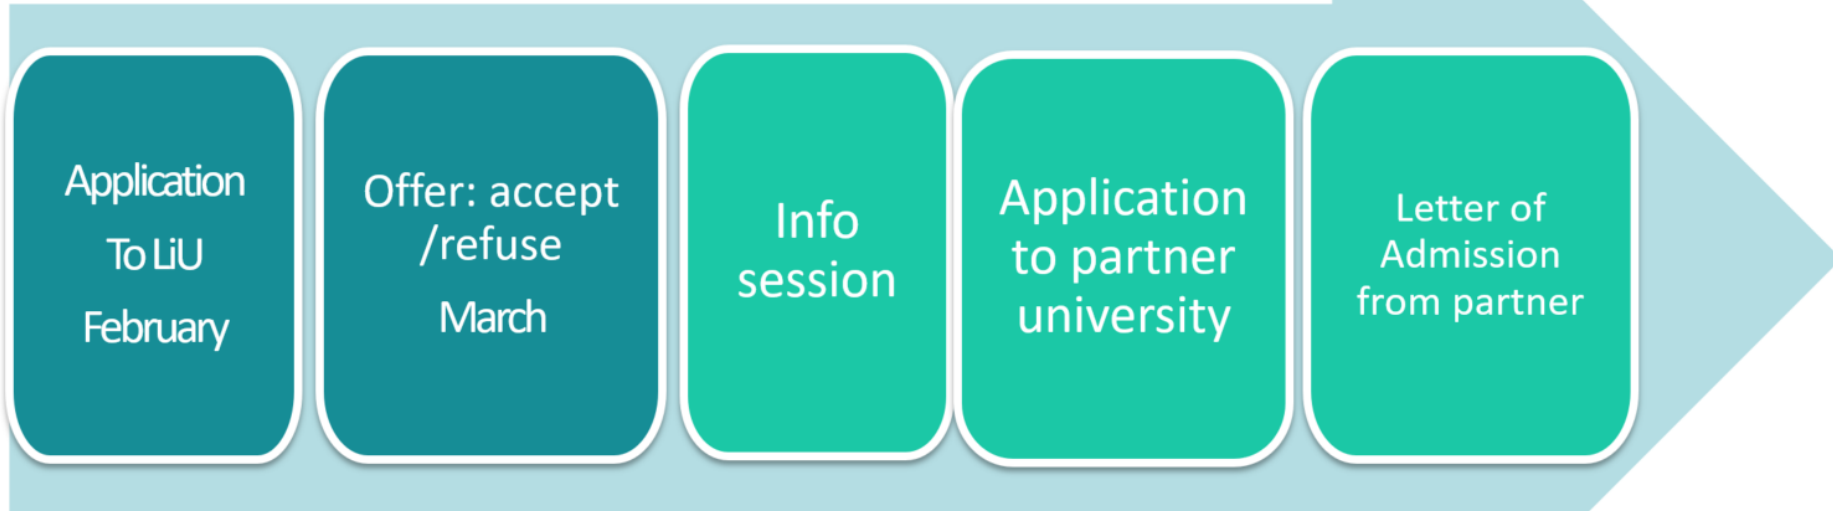 Application
To LiU
February
Offer: accept
/refuse
March
Info
session
Application
to partner
university
Letter of
Admission
from partner